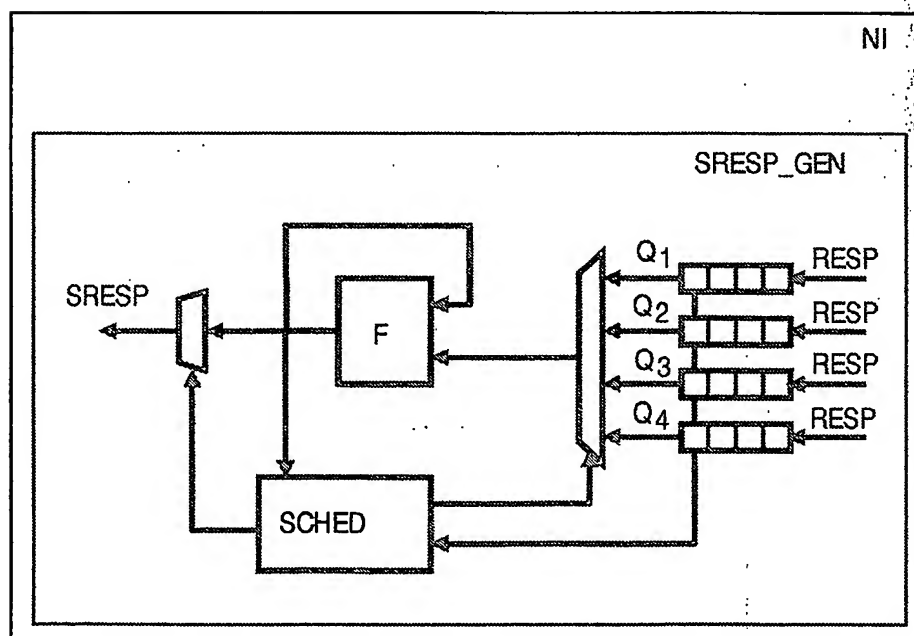 NI
SRESP_GEN
Q1 RESP
SRESP
Q2 RESP
F
Q3 RESP
Q4 RESP
SCHED